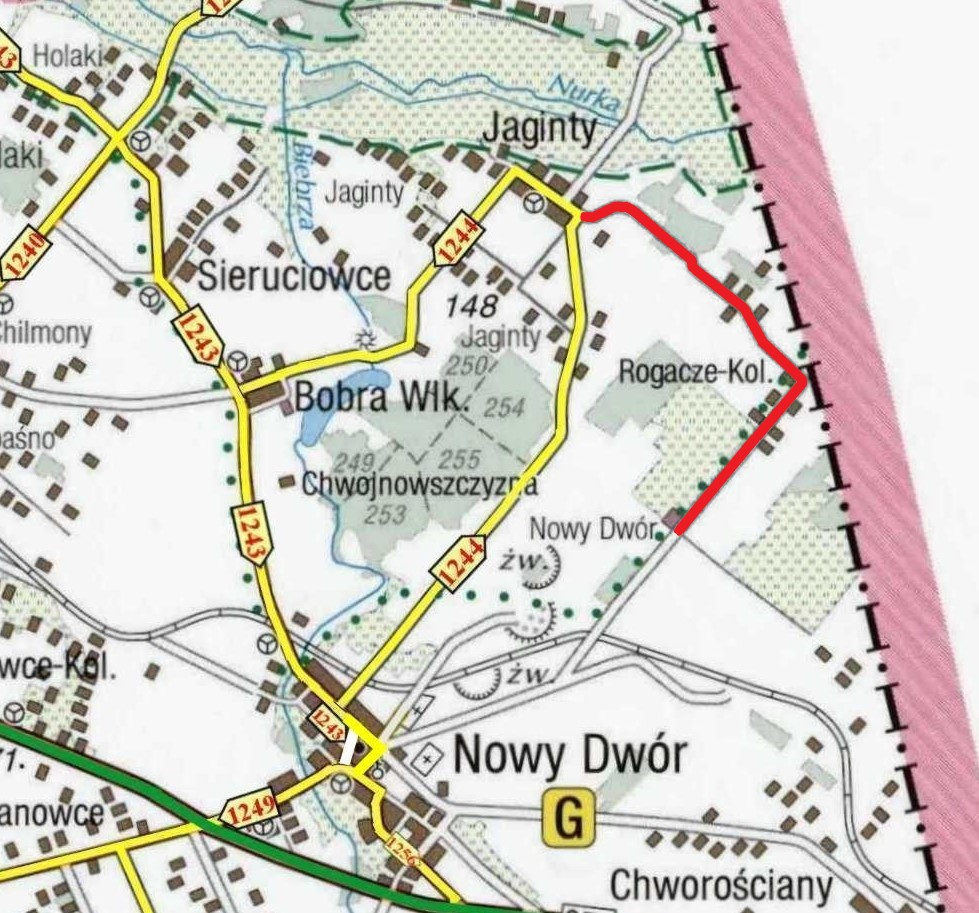 Holaki
Nurka
Jaginty
Biebrza
Jaginty
1244
1240
Sieruciowce
148
1243
Jaginty
250
Rogacze-Kol.
Bobra Wlk.
254
249
255
Chwojnowszczyzna
253
Nowy Dwór
1243
1244
żw.
żw.
1243
Nowy Dwór
1249
G
1256
Chworościany